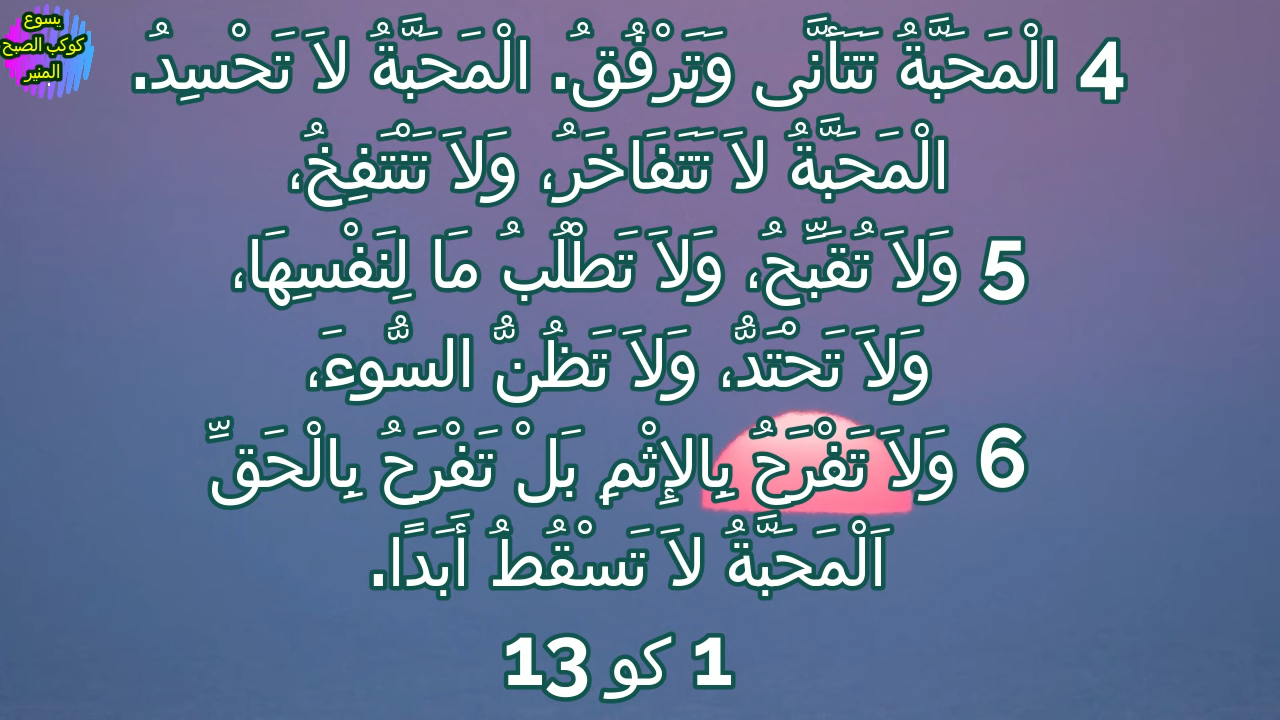 يسوع
كوكب الصبح
المنير
4 الْمَحَبَّةُ تَتَأَنَّى وَتَرْفُقُ. الْمَحَبَّةُ لاَ تَحْسِدُ.
الْمَحَبَّةُ لاَ تَتَفَاخَرُ، وَلاَ تَنْتَفِخُ،
5 وَلاَ تُقَبِّحُ، وَلاَ تَطْلُبُ مَا لِنَفْسِهَا،
وَلاَ تَحْتَدُّ، وَلاَ تَظُنُّ السُّوءَ،
6 وَلاَ تَفْرَحُ بِالإِثْمِ بَلْ تَفْرَحُ بِالْحَقِّ
اَلْمَحَبَّةُ لاَ تَسْقُطُ أَبَدًا.
1 كو 13